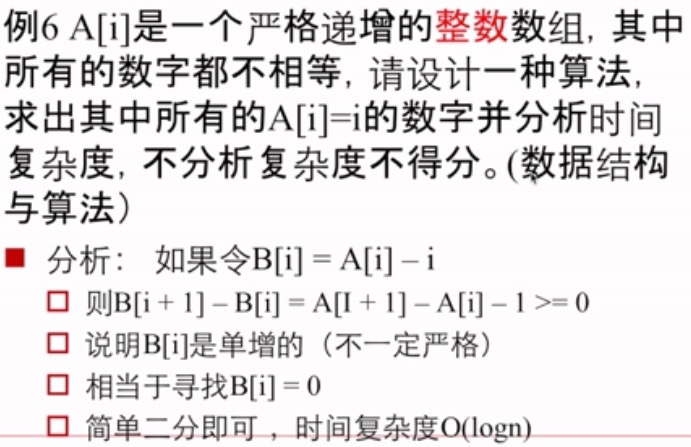 例6 A[i]是一个严格递增的整数数组, 其中
所有的数字都不相等, 请设计一种算法,
求出其中所有的A[i]=i的数字并分析时间
复杂度, 不分析复杂度不得分。(数据结构
与算法)
分析： 如果令B[i] = A[i] – i
则B[i + 1] – B[i] = A[I + 1] – A[i] – 1 >= 0
说明B[i]是单增的（不一定严格）
相当于寻找B[i] = 0
简单二分即可 ，时间复杂度O(logn)